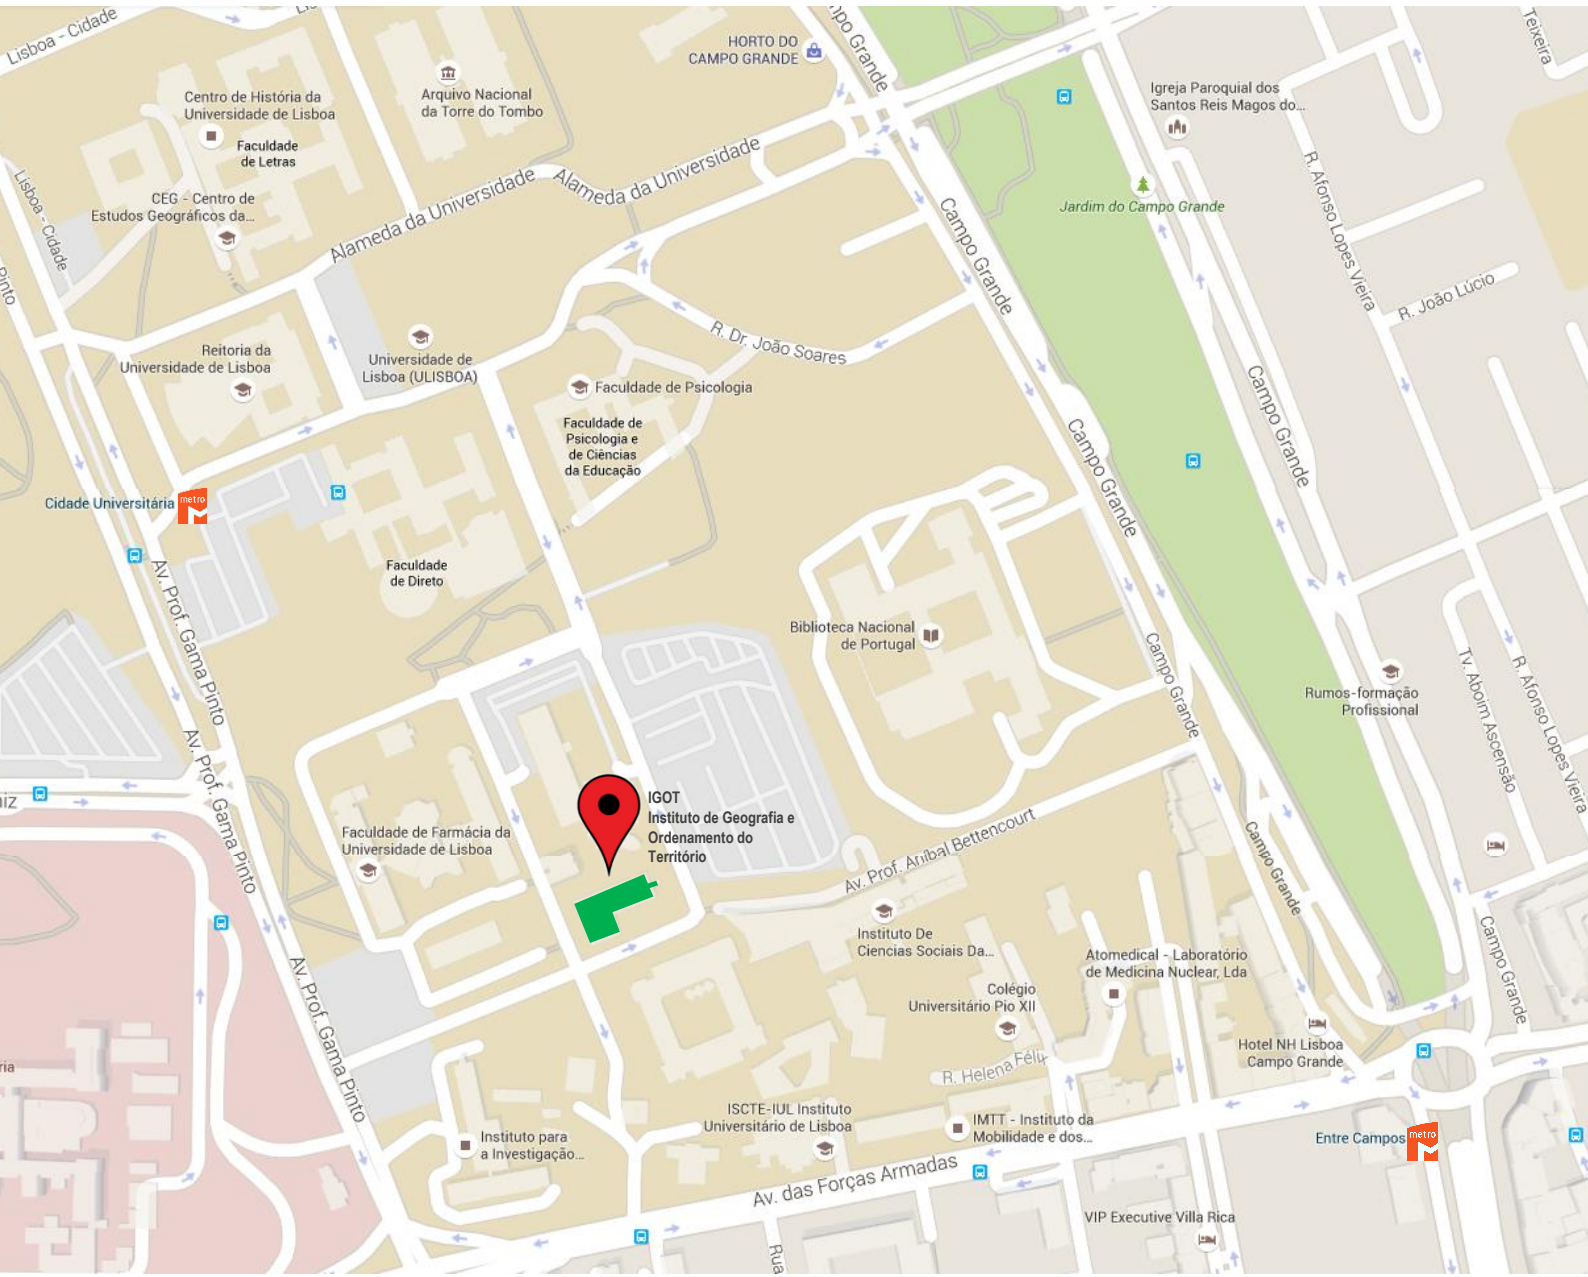 Lisboa - Cidade
Campo Grande
Teixeira
HORTO DO
CAMPO GRANDE
Centro de História da
Universidade de Lisboa
Faculdade
de Letras
Arquivo Nacional
da Torre do Tombo
Igreja Paroquial dos
Santos Reis Magos do...
Lisboa - Cidade
CEG - Centro de
Estudos Geográficos da...
Alameda da Universidade
Alameda da Universidade
Jardim do Campo Grande
R. Afonso Lopes Vieira
Campo Grande
Pinto
R. João Lúcio
Reitoria da
Universidade de Lisboa
Universidade de
Lisboa (ULISBOA)
R. Dr. João Soares
Faculdade de Psicologia
Faculdade de
Psicologia e
de Ciências
da Educação
Campo Grande
Campo Grande
Cidade Universitária
metro
Faculdade
de Direto
Av. Prof. Gama Pinto
Biblioteca Nacional
de Portugal
Campo Grande
Rumos-formação
Profissional
Tv. Aboim Ascensão
R. Afonso Lopes Vieira
Av. Prof. Gama Pinto
iz
IGOT
Instituto de Geografia e
Ordenamento do
Território
Faculdade de Farmácia da
Universidade de Lisboa
Av. Prof. Aníbal Bettencourt
Campo Grande
Instituto De
Ciencias Sociais Da...
Atomedical - Laboratório
de Medicina Nuclear, Lda
Campo Grande
Av. Prof. Gama Pinto
Colégio
Universitário Pio XII
Hotel NH Lisboa
Campo Grande
ria
R. Helena Félix
ISCTE-IUL Instituto
Universitário de Lisboa
IMTT - Instituto da
Mobilidade e dos...
Entre Campos
metro
Instituto para
a Investigação...
Av. das Forças Armadas
VIP Executive Villa Rica
Rua